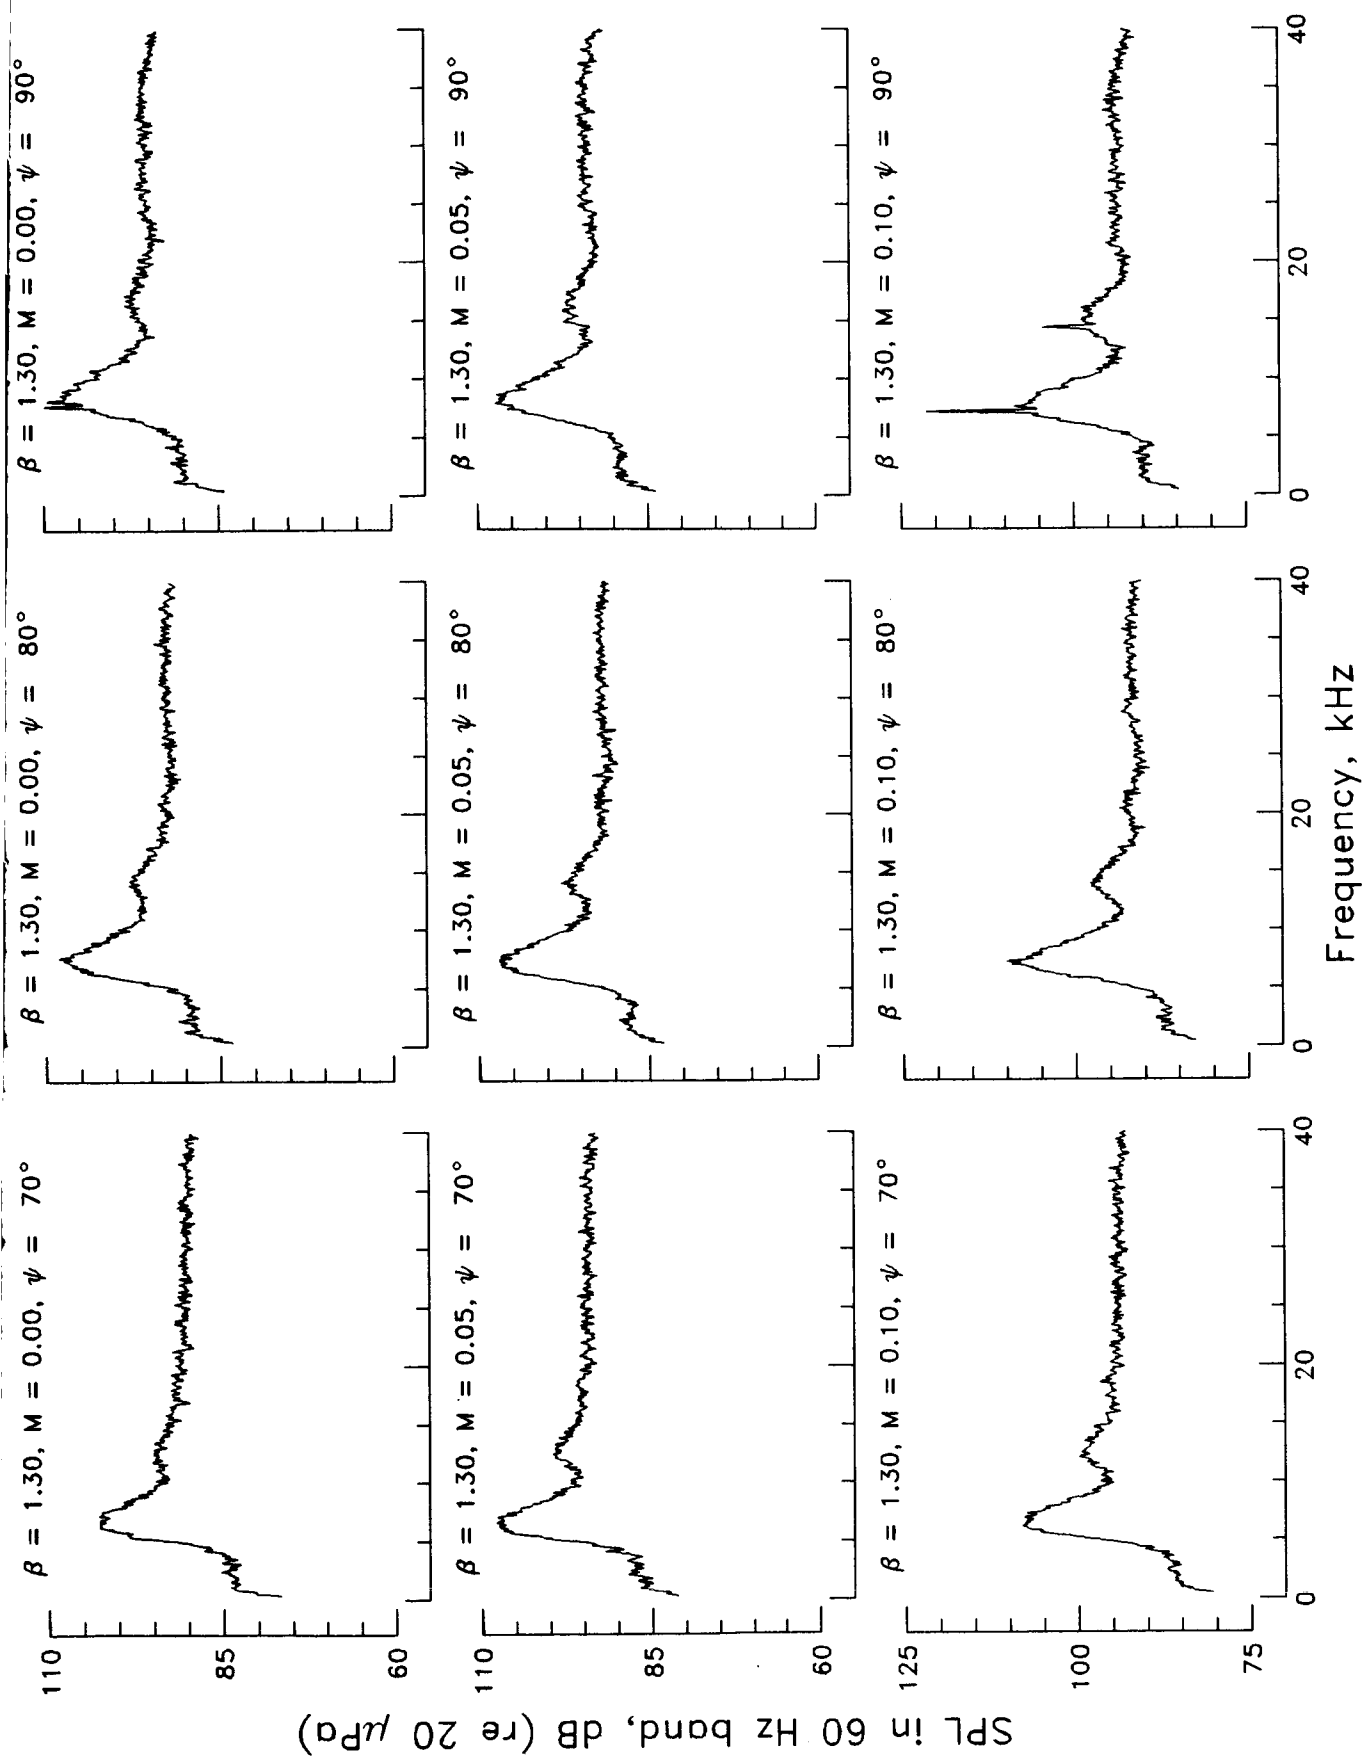 β = 1.30, M = 0.00, ψ = 70°
β = 1.30, M = 0.00, ψ = 80°
β = 1.30, M = 0.00, ψ = 90°
110
85
60
β = 1.30, M = 0.05, ψ = 70°
β = 1.30, M = 0.05, ψ = 80°
β = 1.30, M = 0.05, ψ = 90°
110
85
60
β = 1.30, M = 0.10, ψ = 70°
β = 1.30, M = 0.10, ψ = 80°
β = 1.30, M = 0.10, ψ = 90°
125
100
75
SPL in 60 Hz band, dB (re 20 μPa)
0 20 40
0 20 40
0 20 40
Frequency, kHz